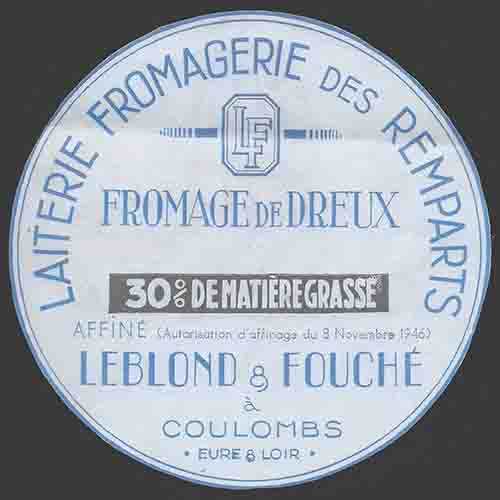 LAITERIE FROMAGERIE DES REMPARTS
LF
FROMAGE DE DREUX
30% DE MATIÈRE GRASSE
AFFINÉ (Autorisation d'affinage du 8 Novembre 1946)
LEBLOND & FOUCHÉ
à
COULOMBS
• EURE & LOIR •